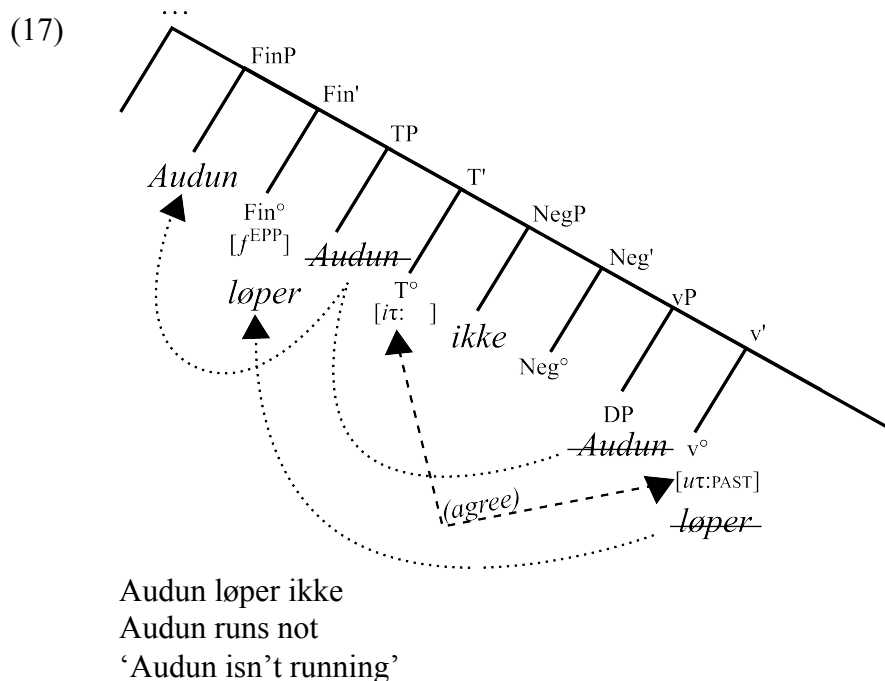 ...
(17)
FinP
Fin'
TP
Audun
Fin°
[fEPP]
løper
Audun
T'
T°
[iτ: ]
NegP
ikke
Neg'
Neg°
vP
v'
DP
Audun
v°
[uτ:PAST]
løper
(agree)
Audun løper ikke
Audun runs not
‘Audun isn’t running’